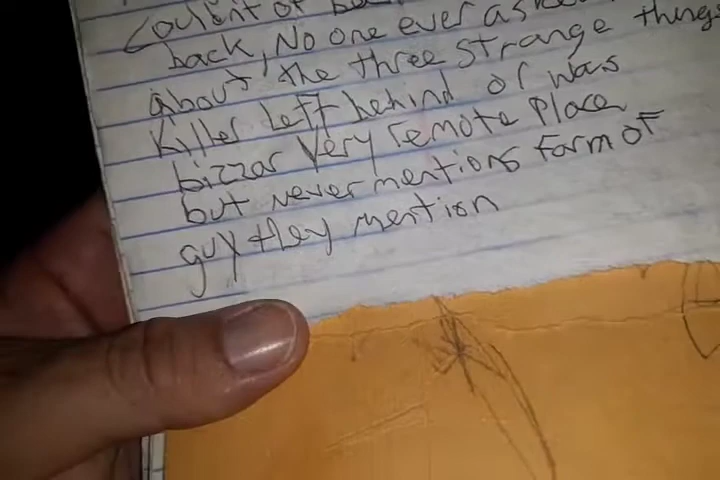 back, No one ever as
about, the three strange things
Killer Left behind or was
bizzar very remote Place
but never mentions farm or
guy they mention